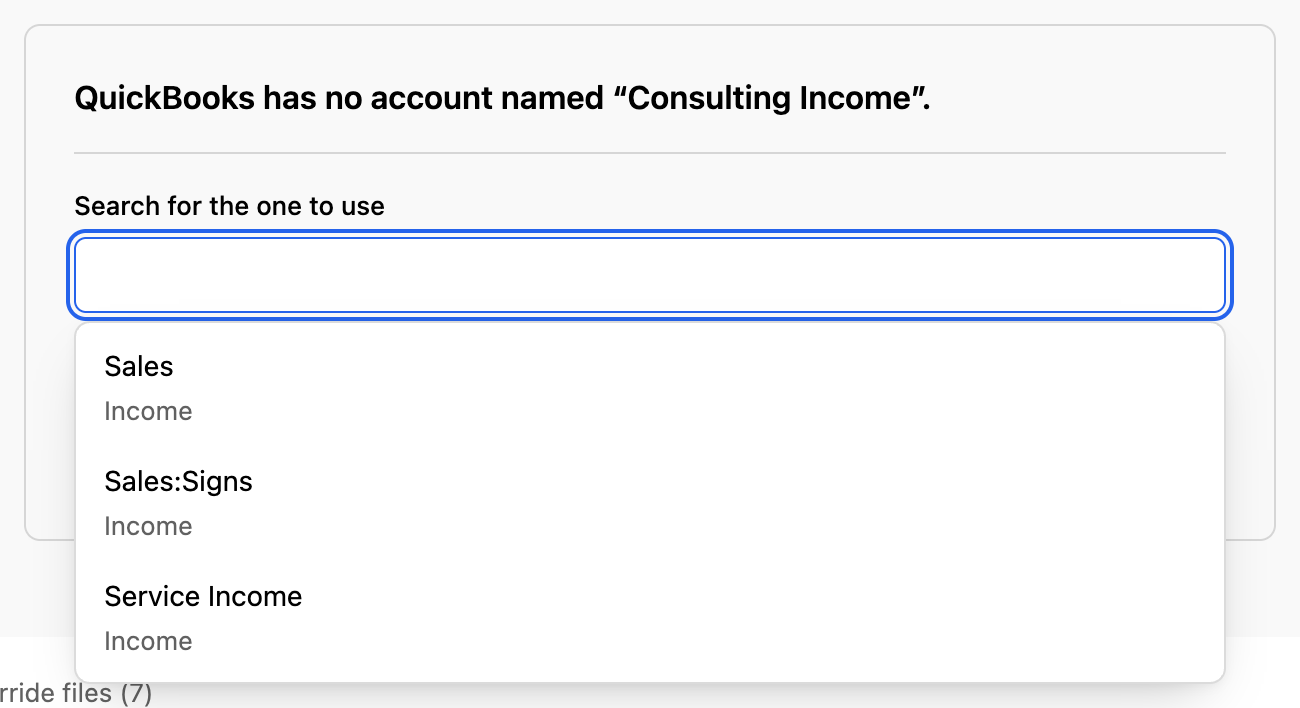 QuickBooks has no account named “Consulting Income”.
Search for the one to use
Sales
Income
Sales:Signs
Income
Service Income
Income
rride files (7)